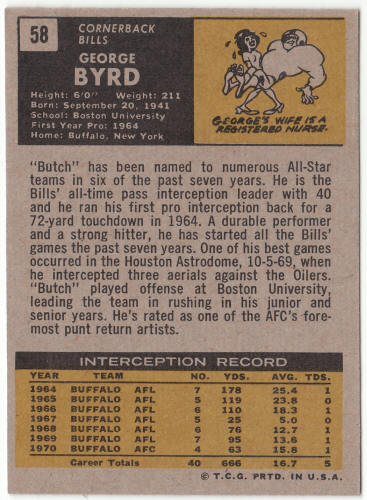 58
CORNERBACK
BILLS
GEORGE
BYRD
Height: 6'0" Weight: 211
Born: September 20, 1941
School: Boston University
First Year Pro: 1964
Home: Buffalo, New York
GEORGE'S WIFE IS A
REGISTERED NURSE.
"Butch" has been named to numerous All-Star
teams in six of the past seven years. He is the
Bills' all-time pass interception leader with 40
and he ran his first pro interception back for a
72-yard touchdown in 1964. A durable performer
and a strong hitter, he has started all the Bills'
games the past seven years. One of his best games
occurred in the Houston Astrodome, 10-5-69, when
he intercepted three aerials against the Oilers.
"Butch" played offense at Boston University,
leading the team in rushing in his junior and
senior years. He's rated as one of the AFC's fore-
most punt return artists.
INTERCEPTION RECORD
YEAR TEAM NO. YDS. AVG. TDS.
1964 BUFFALO AFL 7 178 25.4 1
1965 BUFFALO AFL 5 119 23.8 0
1966 BUFFALO AFL 6 110 18.3 1
1967 BUFFALO AFL 5 25 5.0 0
1968 BUFFALO AFL 6 76 12.7 1
1969 BUFFALO AFL 7 95 13.6 1
1970 BUFFALO AFC 4 63 15.8 1
Career Totals 40 666 16.7 5
© T.C.G. PRTD. IN U.S.A.